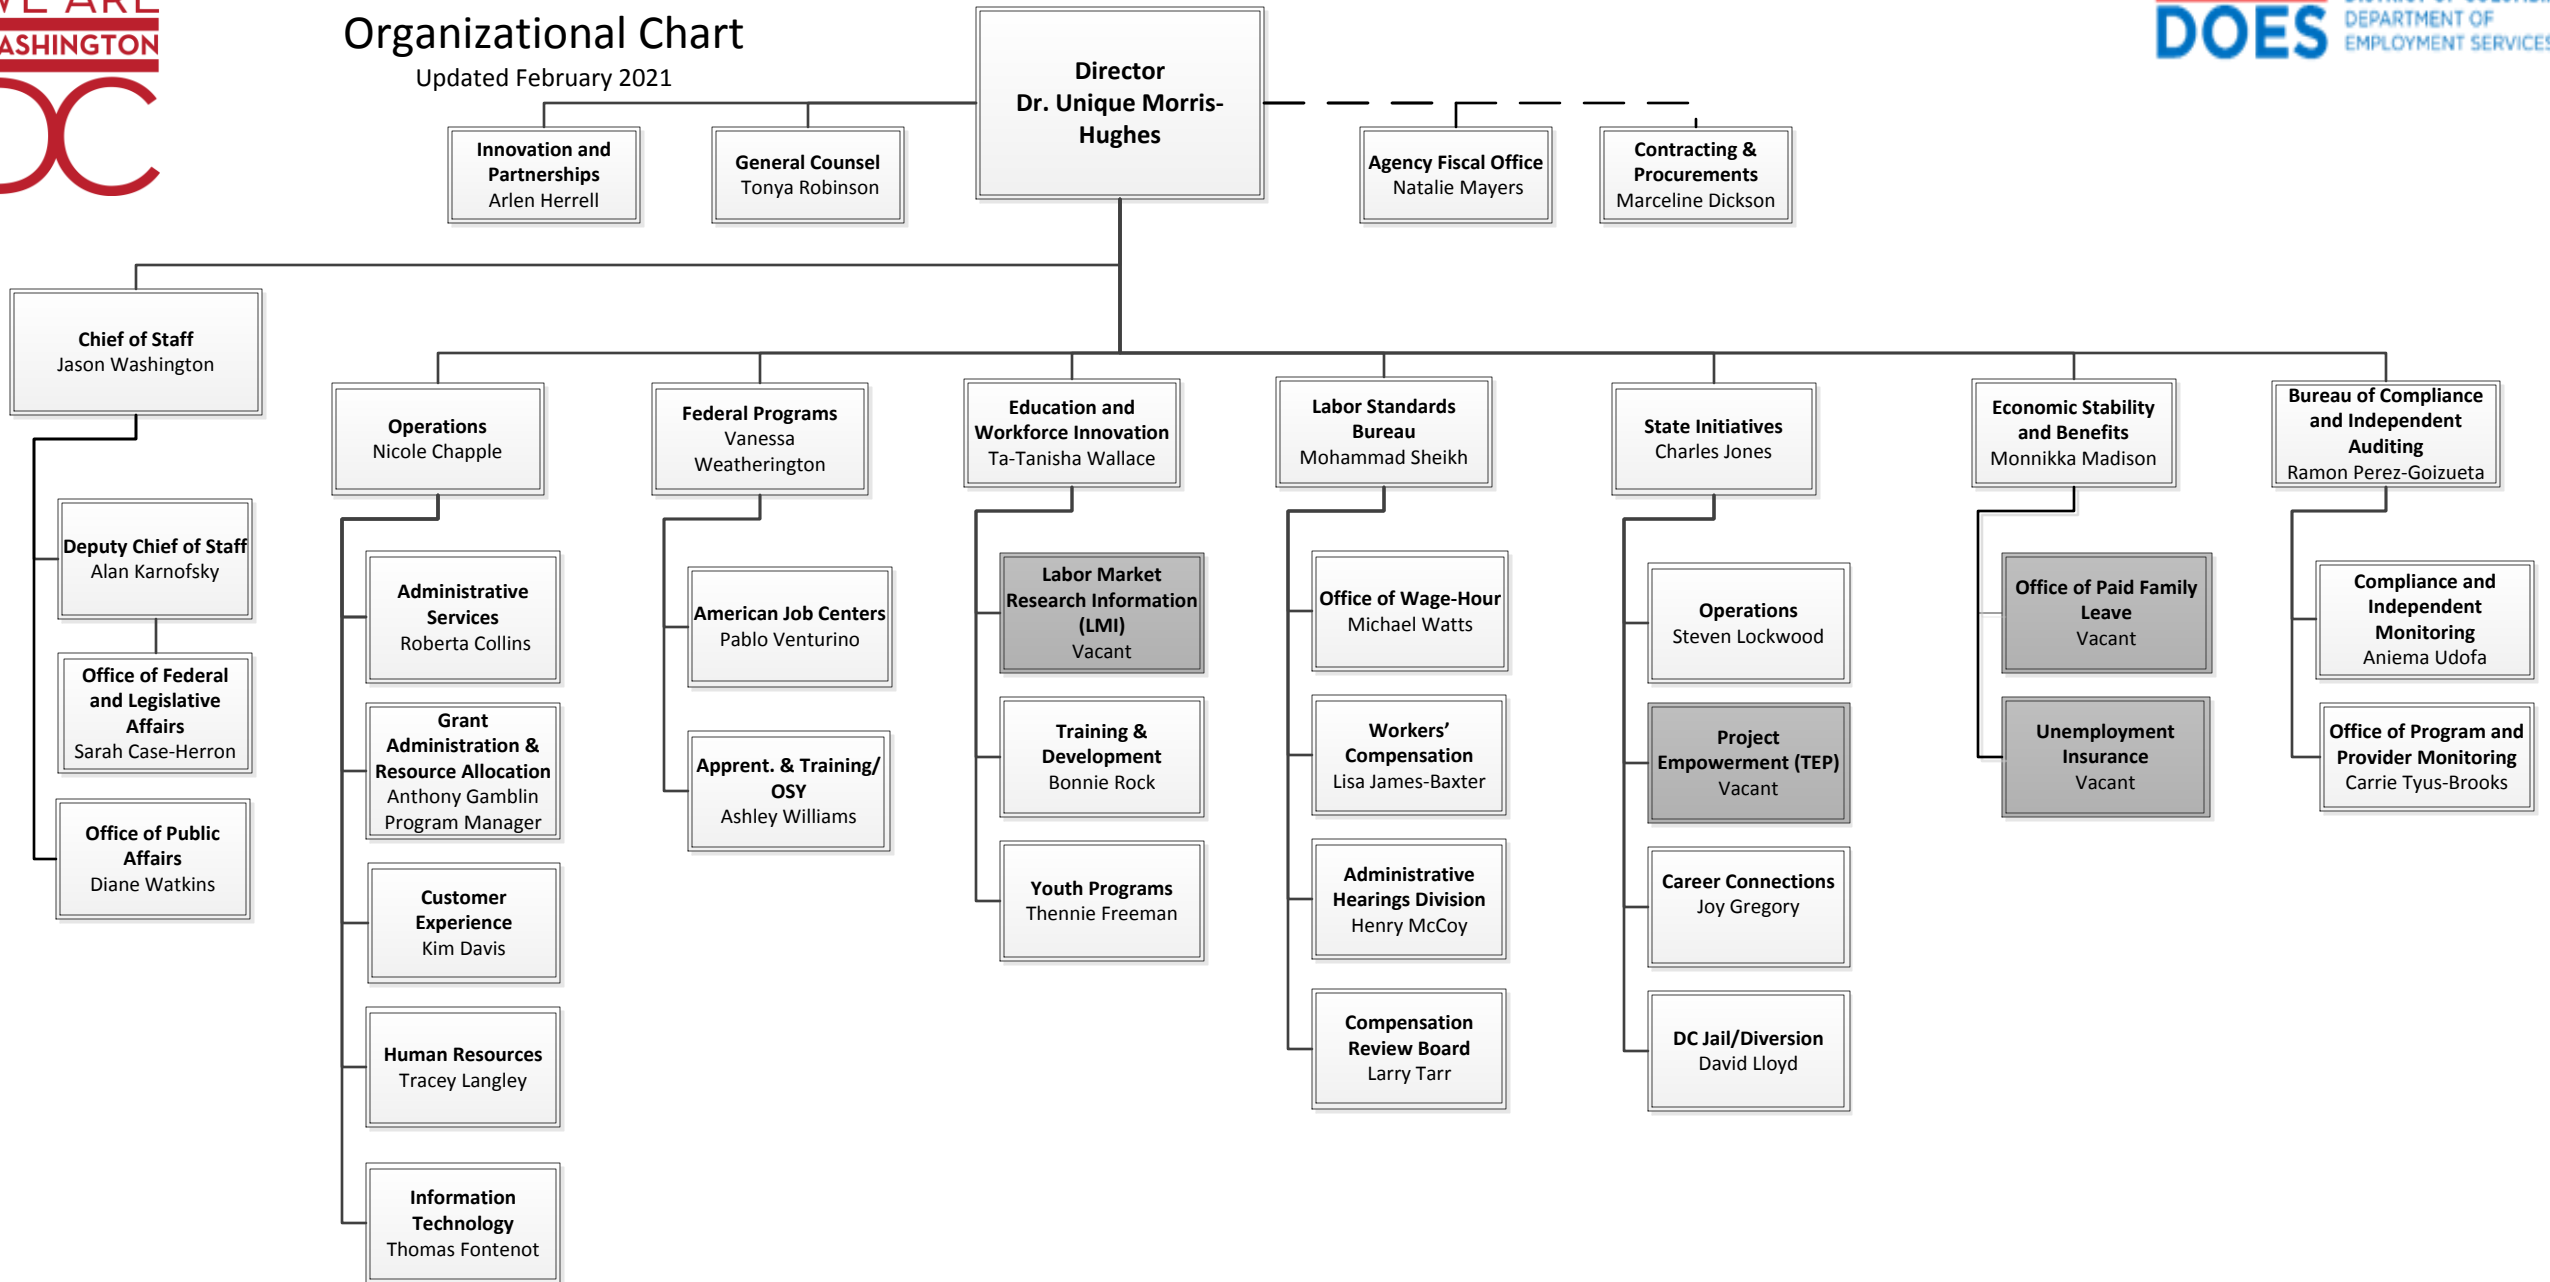 WE ARE
WASHINGTON
DC
Organizational Chart
Updated February 2021
DOES
DEPARTMENT OF
EMPLOYMENT SERVICES
Director
Dr. Unique Morris-
Hughes
Innovation and
Partnerships
Arlen Herrell
General Counsel
Tonya Robinson
Agency Fiscal Office
Natalie Mayers
Contracting &
Procurements
Marceline Dickson
Chief of Staff
Jason Washington
Deputy Chief of Staff
Alan Karnofsky
Office of Federal
and Legislative
Affairs
Sarah Case-Herron
Office of Public
Affairs
Diane Watkins
Operations
Nicole Chapple
Administrative
Services
Roberta Collins
Grant
Administration &
Resource Allocation
Anthony Gamblin
Program Manager
Customer
Experience
Kim Davis
Human Resources
Tracey Langley
Information
Technology
Thomas Fontenot
Federal Programs
Vanessa
Weatherington
American Job Centers
Pablo Venturino
Apprent. & Training/
OSY
Ashley Williams
Education and
Workforce Innovation
Ta-Tanisha Wallace
Labor Market
Research Information
(LMI)
Vacant
Training &
Development
Bonnie Rock
Youth Programs
Thennie Freeman
Labor Standards
Bureau
Mohammad Sheikh
Office of Wage-Hour
Michael Watts
Workers’
Compensation
Lisa James-Baxter
Administrative
Hearings Division
Henry McCoy
Compensation
Review Board
Larry Tarr
State Initiatives
Charles Jones
Operations
Steven Lockwood
Project
Empowerment (TEP)
Vacant
Career Connections
Joy Gregory
DC Jail/Diversion
David Lloyd
Economic Stability
and Benefits
Monnikka Madison
Office of Paid Family
Leave
Vacant
Unemployment
Insurance
Vacant
Bureau of Compliance
and Independent
Auditing
Ramon Perez-Goizueta
Compliance and
Independent
Monitoring
Aniema Udofa
Office of Program and
Provider Monitoring
Carrie Tyus-Brooks